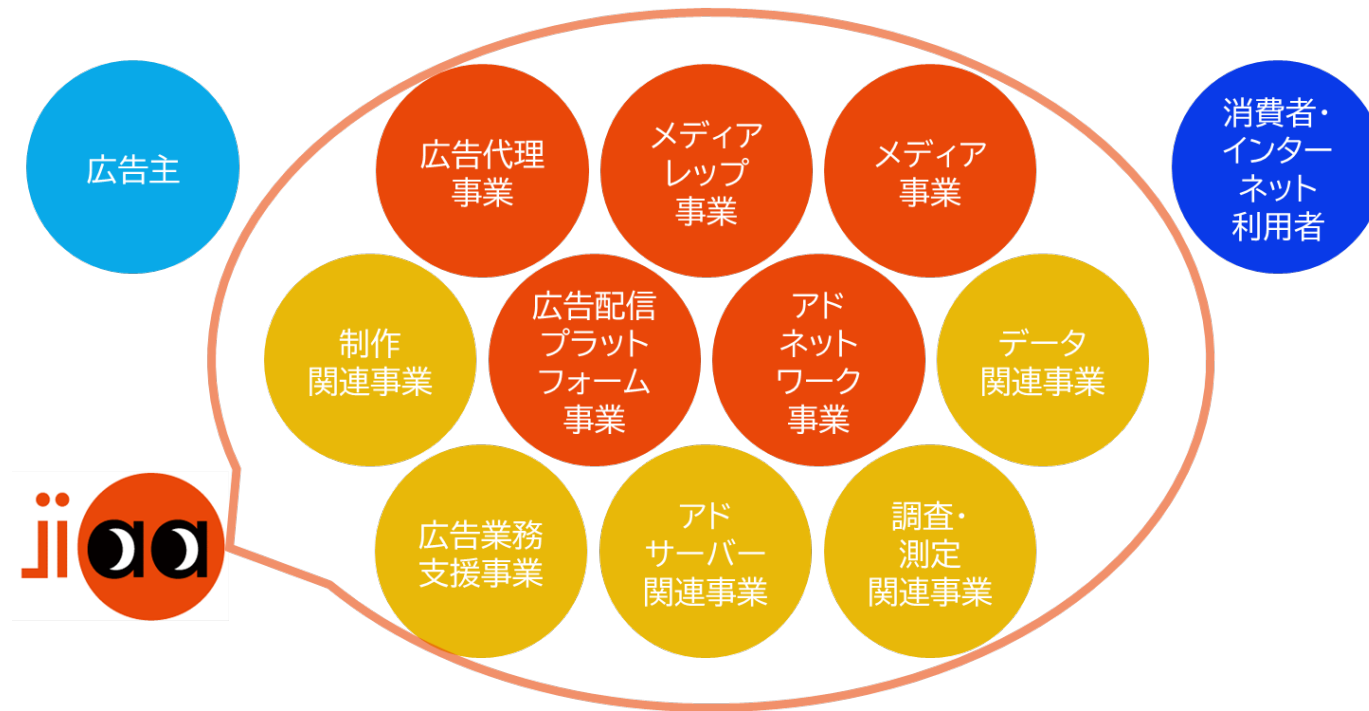 広告主
広告代理
事業
メディア
レップ
事業
メディア
事業
消費者・
インター
ネット
利用者
制作
関連事業
広告配信
プラット
フォーム
事業
アド
ネット
ワーク
事業
データ
関連事業
jiaa
広告業務
支援事業
アド
サーバー
関連事業
調査・
測定
関連事業